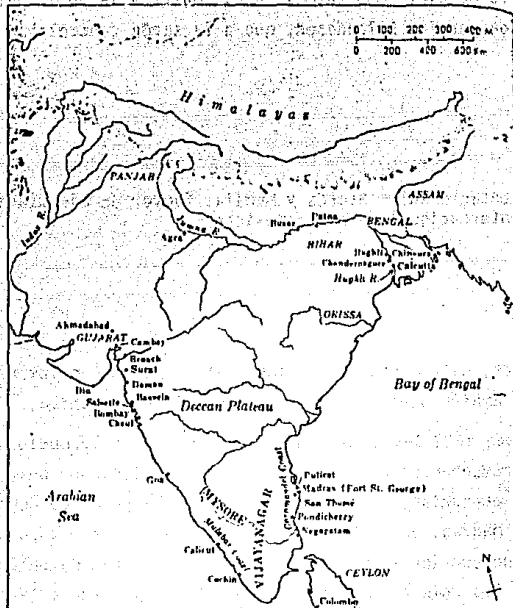 0 200 400 M
0 200 400 600 Km
Himalayas
PANJAB
Indus R.
Jumna R.
Agra
Buxar
Patna
ASSAM
BENGAL
BIHAR
Hughli
Chinsura
Chandernagore
Calcutta
Hughli R.
ORISSA
Ahmadabad
GUJARAT
Cambay
Broach
Surat
Diu
Daman
Salsette
Bassein
Bombay
Chaul
Deccan Plateau
Bay of Bengal
Goa
Arabian
Sea
MYSORE
VIJAYANAGAR
Coromandel Coast
Pulicat
Madras (Fort St. George)
San Thomé
Pondicherry
Negapatam
Malabar Coast
Calicut
Cochin
CEYLON
Colombo
N